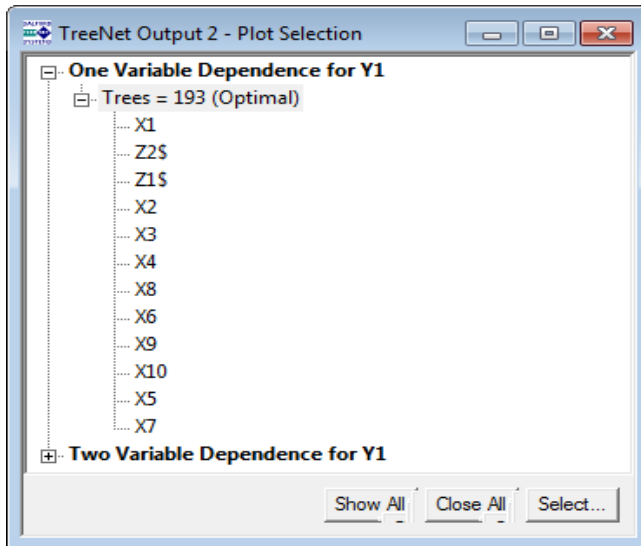 TreeNet Output 2 - Plot Selection
One Variable Dependence for Y1
Trees = 193 (Optimal)
X1
Z2$
Z1$
X2
X3
X4
X8
X6
X9
X10
X5
X7
Two Variable Dependence for Y1
Show All Close All Select...